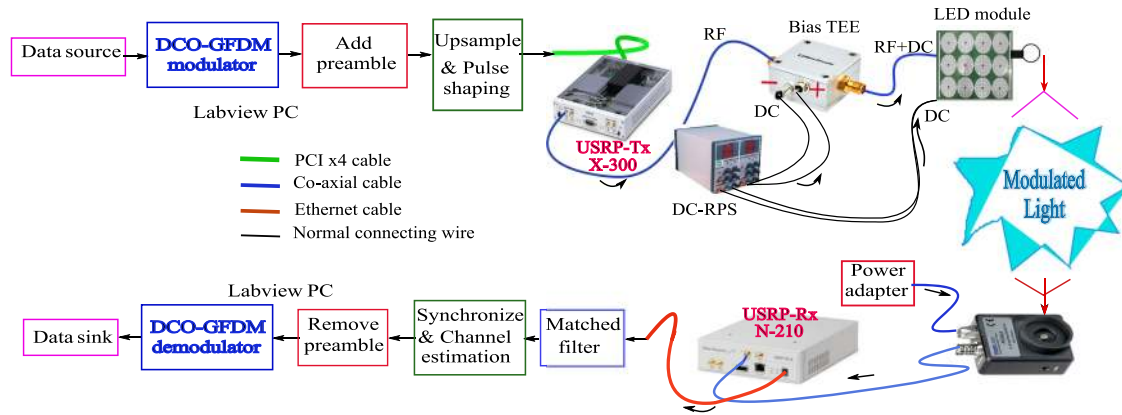 Data source
DCO-GFDM
modulator
Add
preamble
Upsample
& Pulse
shaping
RF
Bias TEE
LED module
RF+DC
DC
DC
Labview PC
USRP-Tx
X-300
DC-RPS
PCI x4 cable
Co-axial cable
Ethernet cable
Normal connecting wire
Modulated
Light
Power
adapter
Labview PC
Data sink
DCO-GFDM
demodulator
Remove
preamble
Synchronize
& Channel
estimation
Matched
filter
USRP-Rx
N-210